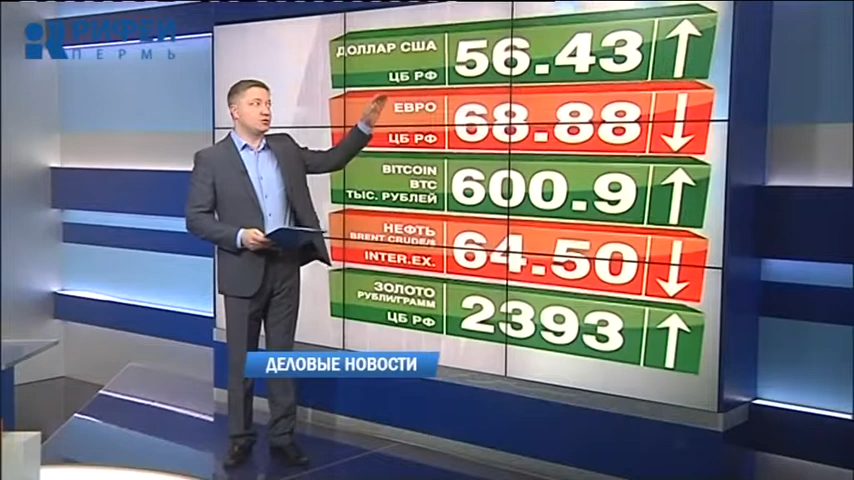 РИФЕЙ
ПЕРМЬ
ДОЛЛАР США
ЦБ РФ
56.43
ЕВРО
ЦБ РФ
68.88
BITCOIN
BTC
ТЫС. РУБЛЕЙ
600.9
НЕФТЬ
BRENT CRUDE/$
INTER.EX.
64.50
ЗОЛОТО
РУБЛИ/ГРАММ
ЦБ РФ
2393
ДЕЛОВЫЕ НОВОСТИ